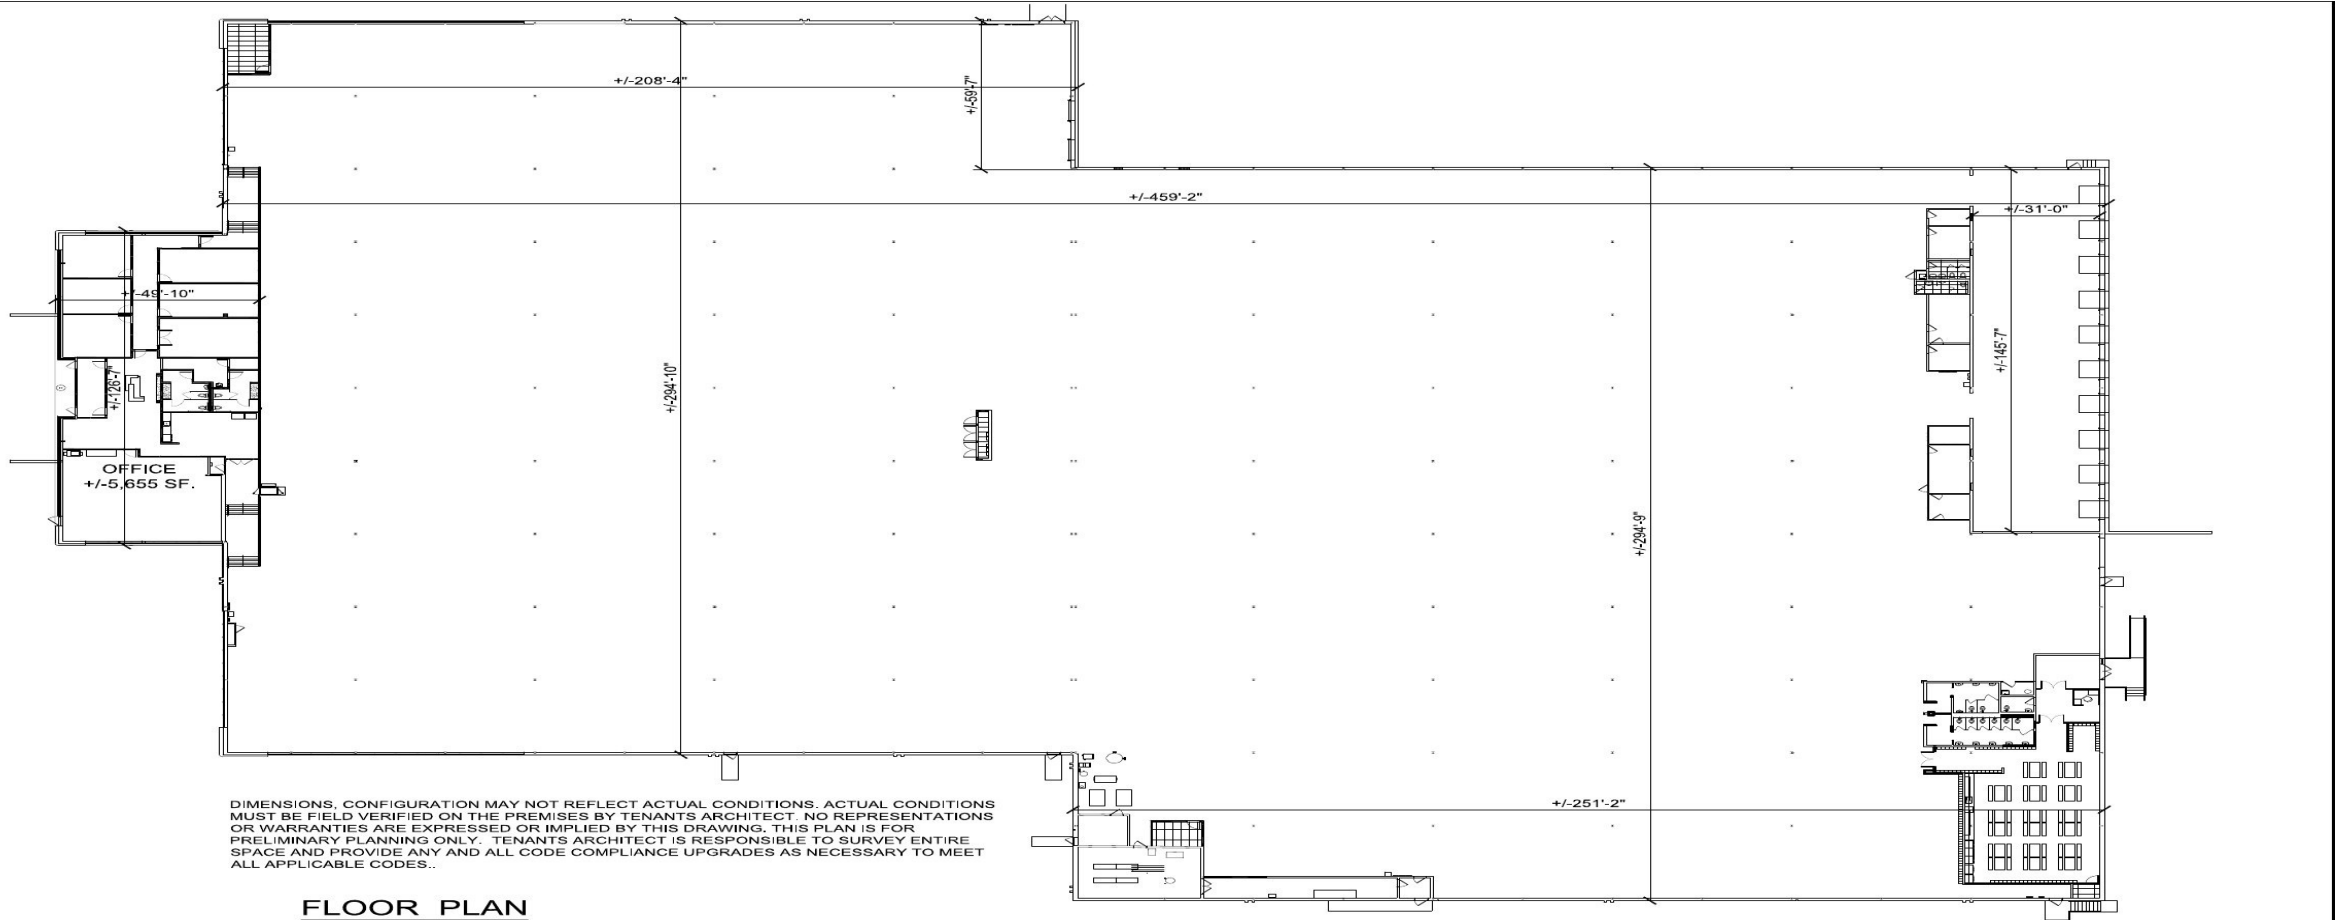 +/-208'-4"
+/-59'-7"
+/-459'-2"
+/-31'-0"
+/-49'-10"
+/-126'-7"
+/-294'-10"
+/-145'-7"
OFFICE
+/-5,655 SF.
+/-294'-9"
+/-251'-2"
DIMENSIONS, CONFIGURATION MAY NOT REFLECT ACTUAL CONDITIONS. ACTUAL CONDITIONS
MUST BE FIELD VERIFIED ON THE PREMISES BY TENANTS ARCHITECT. NO REPRESENTATIONS
OR WARRANTIES ARE EXPRESSED OR IMPLIED BY THIS DRAWING. THIS PLAN IS FOR
PRELIMINARY PLANNING ONLY. TENANTS ARCHITECT IS RESPONSIBLE TO SURVEY ENTIRE
SPACE AND PROVIDE ANY AND ALL CODE COMPLIANCE UPGRADES AS NECESSARY TO MEET
ALL APPLICABLE CODES..
FLOOR PLAN